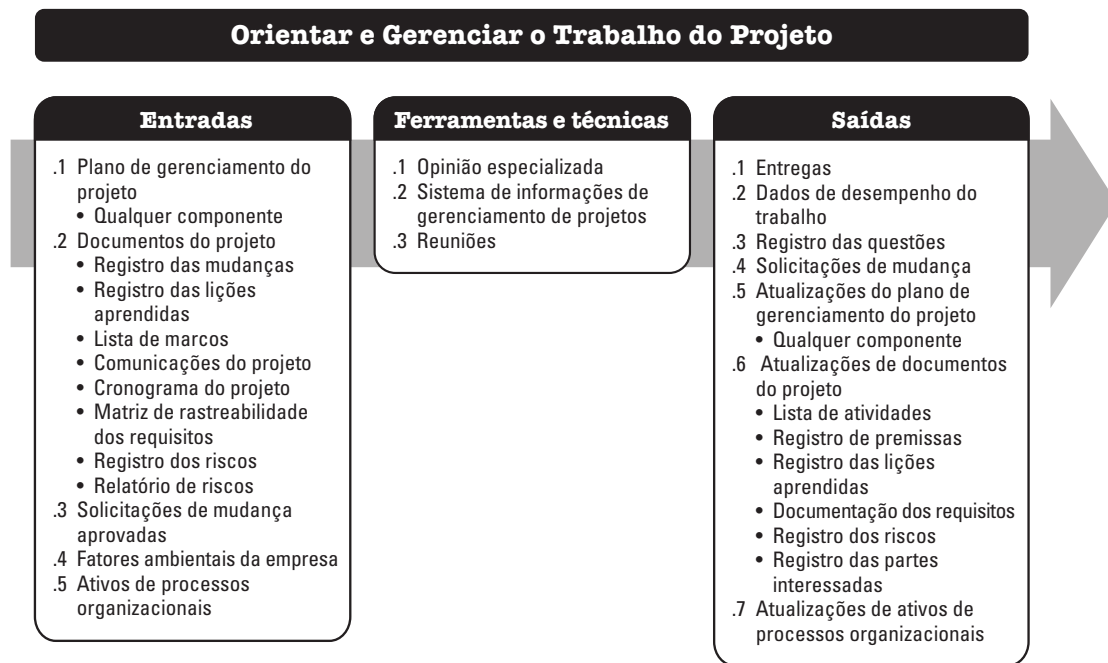 Orientar e Gerenciar o Trabalho do Projeto
Entradas
.1 Plano de gerenciamento do
projeto
• Qualquer componente
.2 Documentos do projeto
• Registro das mudanças
• Registro das lições
aprendidas
• Lista de marcos
• Comunicações do projeto
• Cronograma do projeto
• Matriz de rastreabilidade
dos requisitos
• Registro dos riscos
• Relatório de riscos
.3 Solicitações de mudança
aprovadas
.4 Fatores ambientais da empresa
.5 Ativos de processos
organizacionais
Ferramentas e técnicas
.1 Opinião especializada
.2 Sistema de informações de
gerenciamento de projetos
.3 Reuniões
Saídas
.1 Entregas
.2 Dados de desempenho do
trabalho
.3 Registro das questões
.4 Solicitações de mudança
.5 Atualizações do plano de
gerenciamento do projeto
• Qualquer componente
.6 Atualizações de documentos
do projeto
• Lista de atividades
• Registro de premissas
• Registro das lições
aprendidas
• Documentação dos requisitos
• Registro dos riscos
• Registro das partes
interessadas
.7 Atualizações de ativos de
processos organizacionais